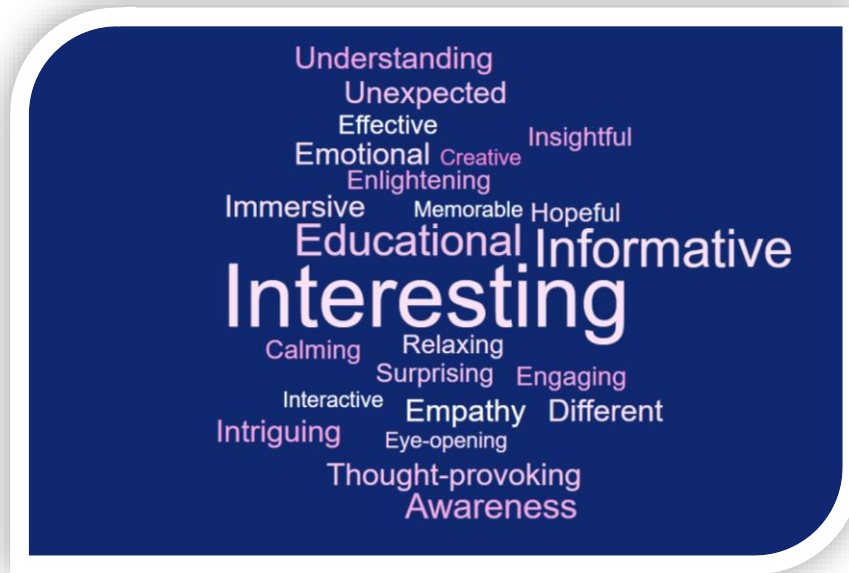 Understanding
Unexpected
Effective
Insightful
Emotional Creative
Enlightening
Immersive Memorable Hopeful
Educational Informative
Interesting
Calming Relaxing
Surprising Engaging
Interactive Empathy Different
Intriguing Eye-opening
Thought-provoking
Awareness